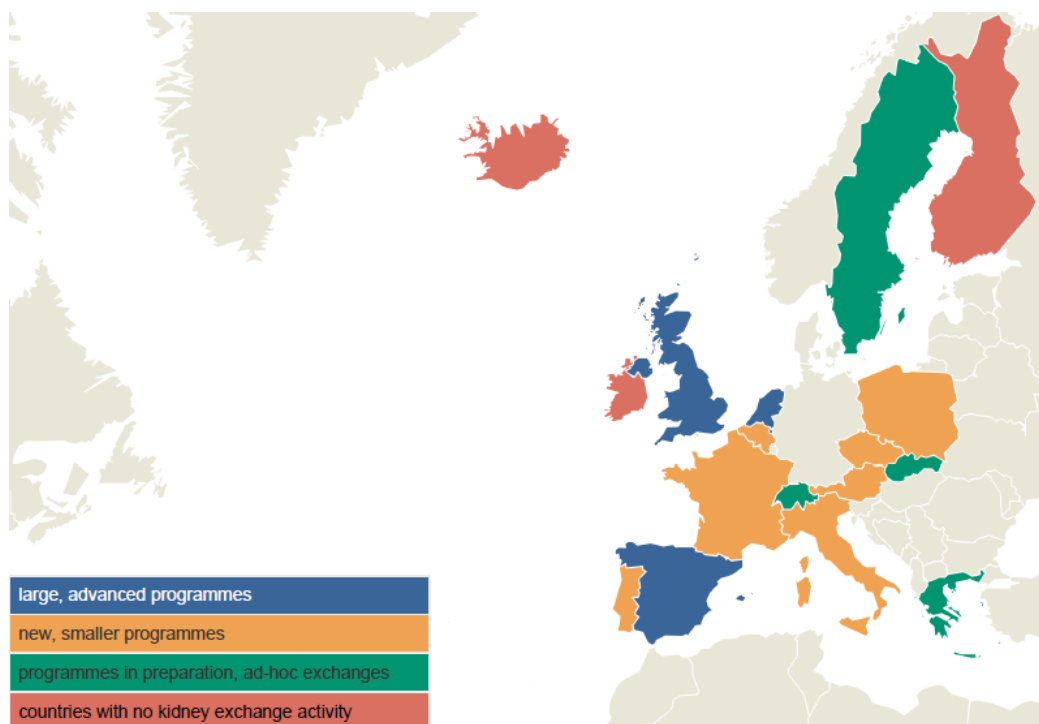 large, advanced programmes
new, smaller programmes
programmes in preparation, ad-hoc exchanges
countries with no kidney exchange activity